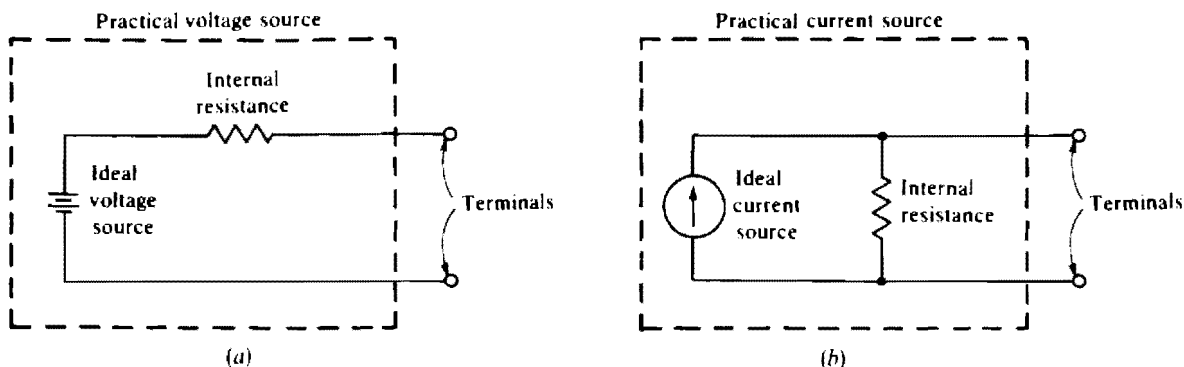 Practical voltage source
Internal
resistance
Ideal
voltage
source
Terminals
(a)
Practical current source
Ideal
current
source
Internal
resistance
Terminals
(b)